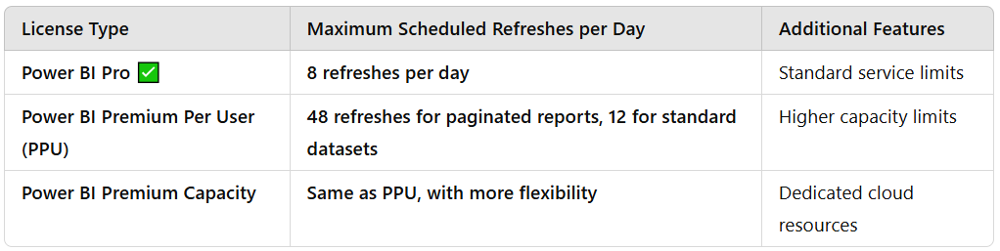 License Type Maximum Scheduled Refreshes per Day Additional Features
Power BI Pro ✅ 8 refreshes per day Standard service limits
Power BI Premium Per User
(PPU)
48 refreshes for paginated reports, 12 for standard
datasets
Higher capacity limits
Power BI Premium Capacity
Same as PPU, with more flexibility
Dedicated cloud
resources